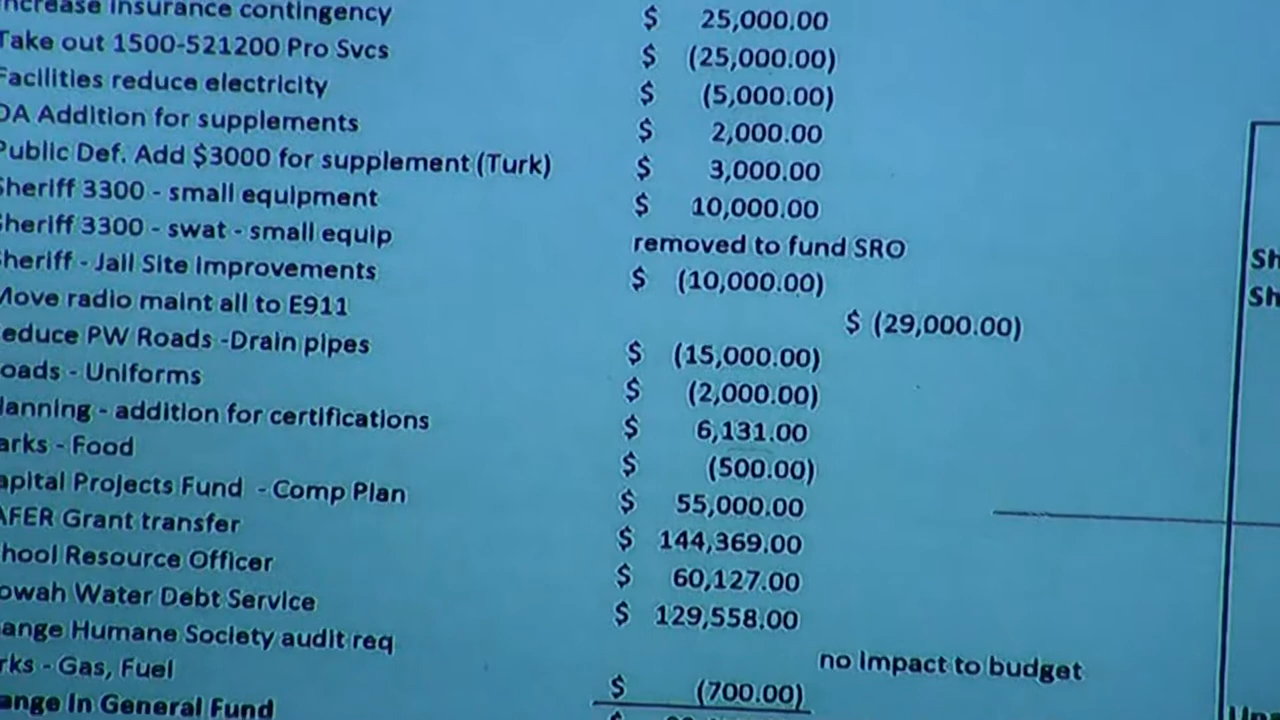 ncrease insurance contingency $ 25,000.00
Take out 1500-521200 Pro Svcs $ (25,000.00)
Facilities reduce electricity $ (5,000.00)
DA Addition for supplements $ 2,000.00
Public Def. Add $3000 for supplement (Turk) $ 3,000.00
Sheriff 3300 - small equipment $ 10,000.00
Sheriff 3300 - swat - small equip removed to fund SRO
heriff - Jail Site Improvements $ (10,000.00)
Move radio maint all to E911 $ (29,000.00)
educe PW Roads -Drain pipes $ (15,000.00)
oads - Uniforms $ (2,000.00)
lanning - addition for certifications $ 6,131.00
arks - Food $ (500.00)
apital Projects Fund - Comp Plan $ 55,000.00
AFER Grant transfer $ 144,369.00
hool Resource Officer $ 60,127.00
owah Water Debt Service $ 129,558.00
ange Humane Society audit req no impact to budget
rks - Gas, Fuel $ (700.00)
ange In General Fund $
Sh
Sh